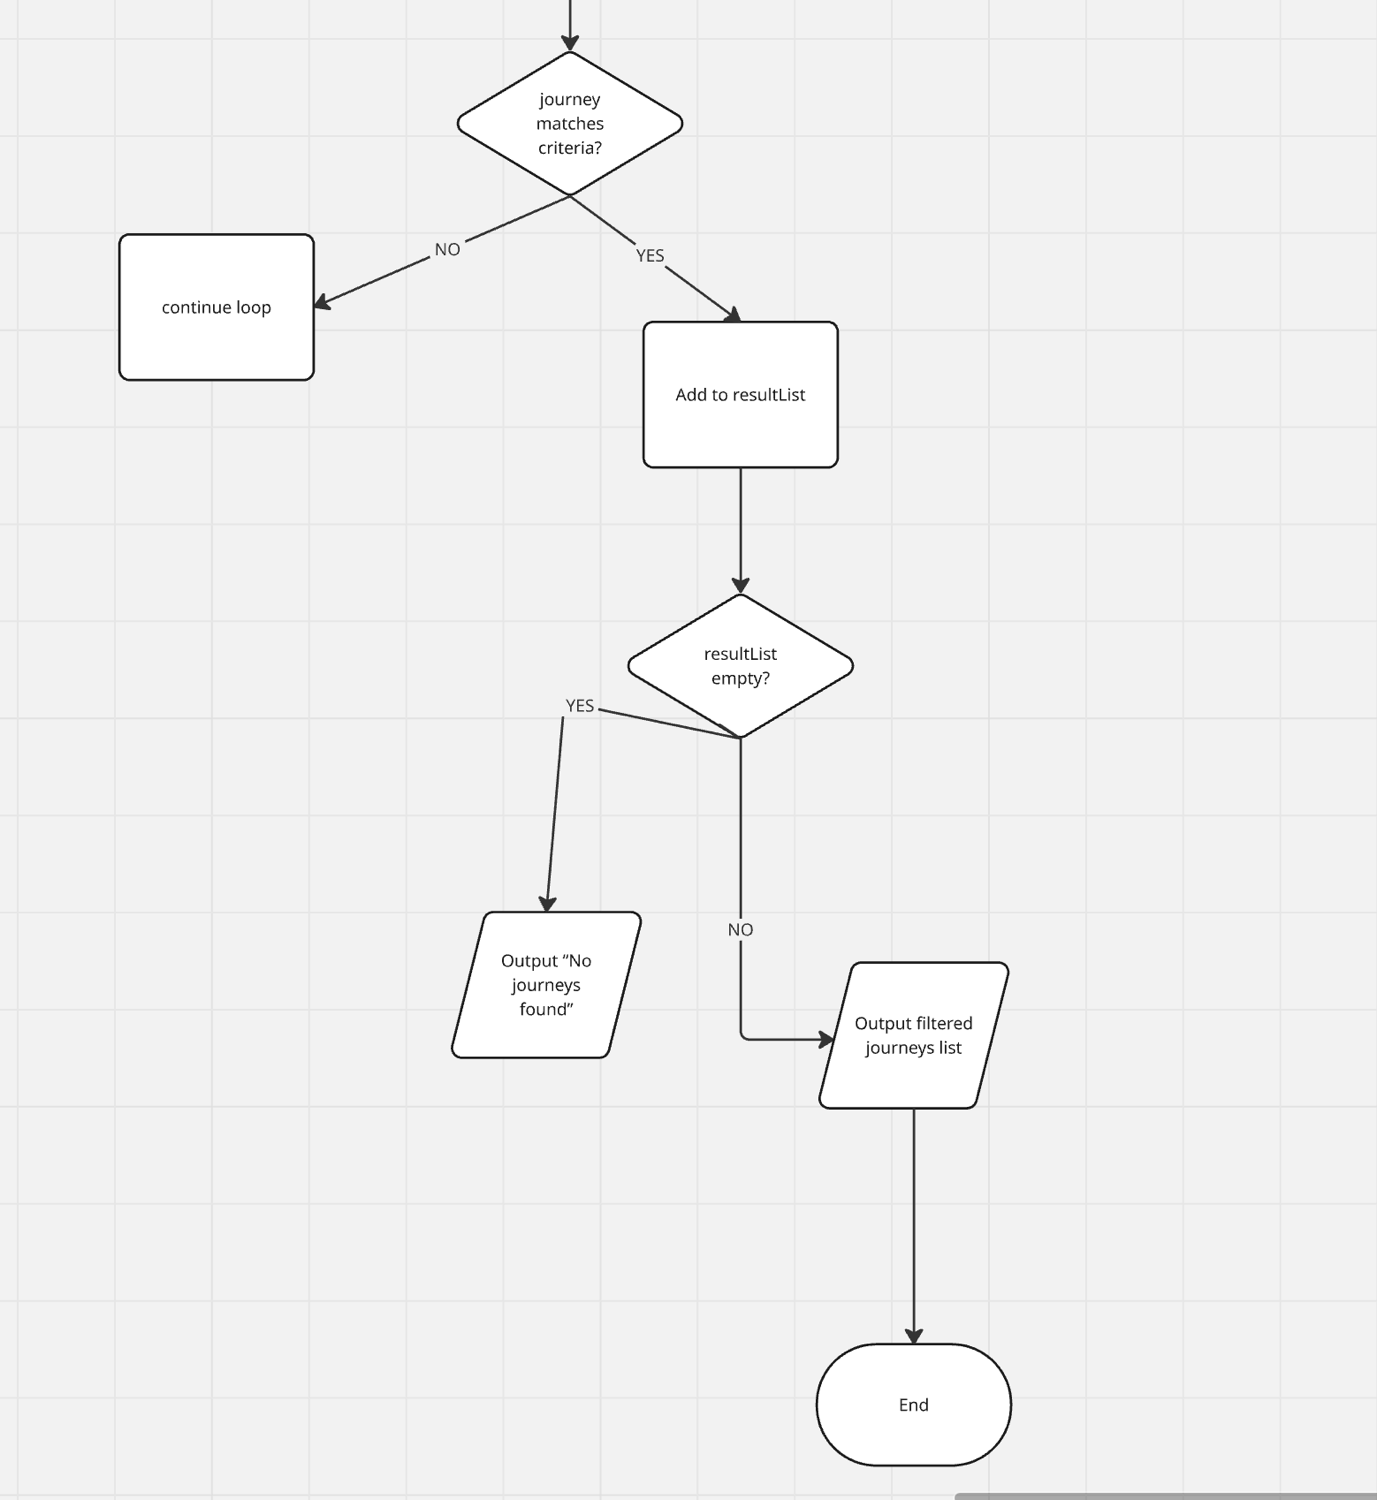 journey
matches
criteria?
NO
YES
continue loop
Add to resultList
resultList
empty?
YES
NO
Output “No
journeys
found”
Output filtered
journeys list
End